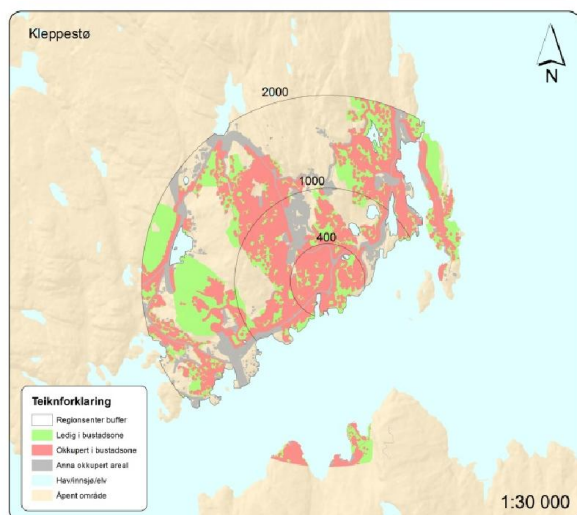 Kleppestø
N
2000
1000
400
Teiknforklaring
Regionsenter buffer
Ledig i bustadsone
Okkupert i bustadsone
Anna okkupert areal
Hav/innsjø/elv
Åpent område
1:30 000